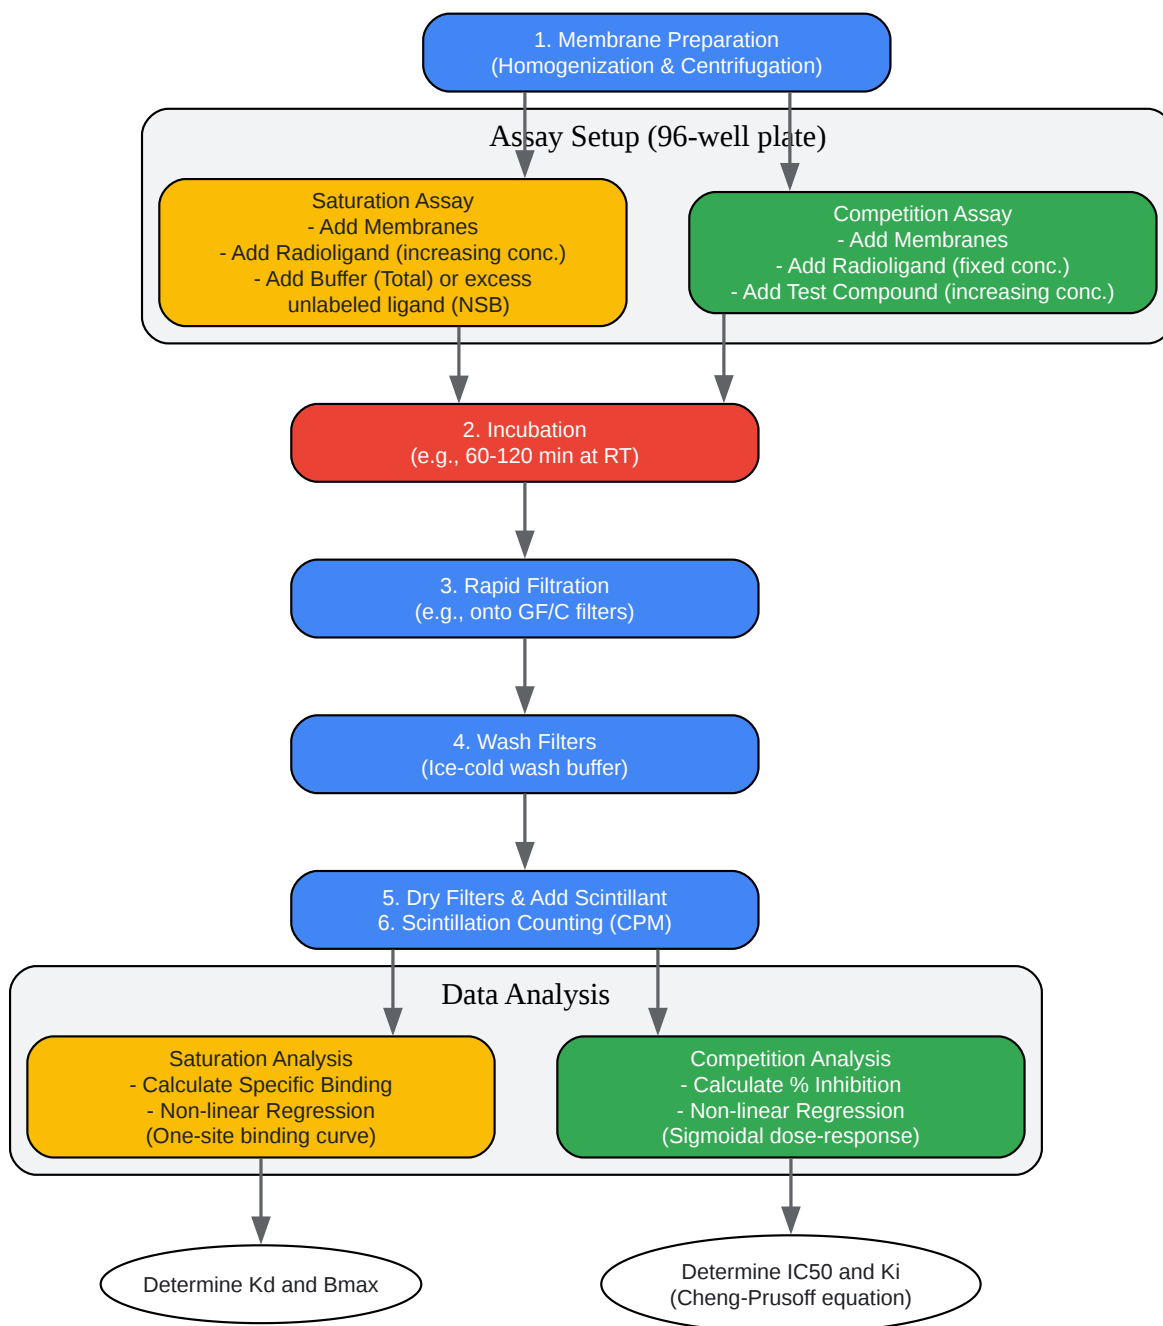 1. Membrane Preparation
(Homogenization & Centrifugation)
Assay Setup (96-well plate)
Saturation Assay
- Add Membranes
- Add Radioligand (increasing conc.)
- Add Buffer (Total) or excess
unlabeled ligand (NSB)
Competition Assay
- Add Membranes
- Add Radioligand (fixed conc.)
- Add Test Compound (increasing conc.)
2. Incubation
(e.g., 60-120 min at RT)
3. Rapid Filtration
(e.g., onto GF/C filters)
4. Wash Filters
(Ice-cold wash buffer)
5. Dry Filters & Add Scintillant
6. Scintillation Counting (CPM)
Data Analysis
Saturation Analysis
- Calculate Specific Binding
- Non-linear Regression
(One-site binding curve)
Competition Analysis
- Calculate % Inhibition
- Non-linear Regression
(Sigmoidal dose-response)
Determine Kd and Bmax
Determine IC50 and Ki
(Cheng-Prusoff equation)